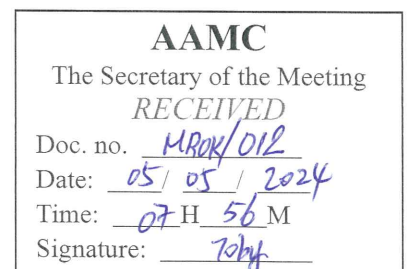 AAMC
The Secretary of the Meeting
RECEIVED
Doc. no. MROK/012
Date: 05/ 05 / 2024
Time: 07 H 56 M
Signature: Toby